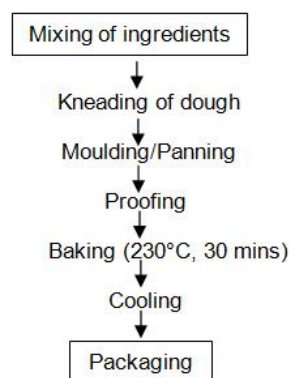 Mixing of ingredients
Kneading of dough
Moulding/Panning
Proofing
Baking (230°C, 30 mins)
Cooling
Packaging